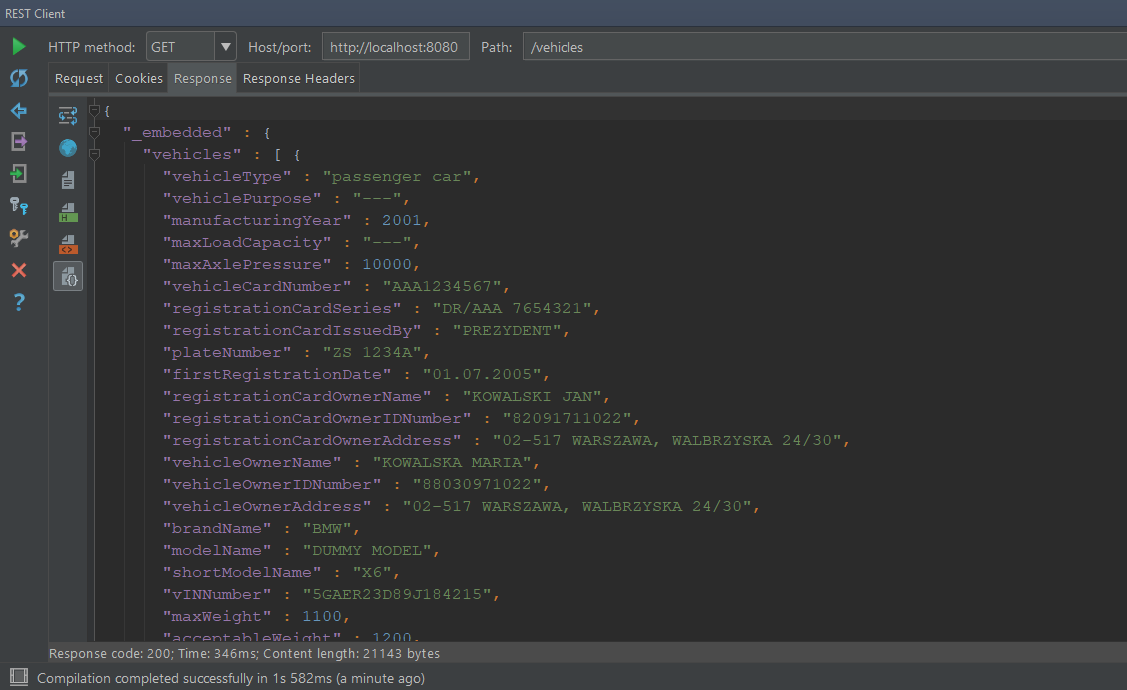 REST Client
HTTP method: GET Host/port: http://localhost:8080 Path: /vehicles
Request Cookies Response Response Headers
{
"_embedded" : {
"vehicles" : [ {
"vehicleType" : "passenger car",
"vehiclePurpose" : "---",
"manufacturingYear" : 2001,
"maxLoadCapacity" : "---",
"maxAxlePressure" : 10000,
"vehicleCardNumber" : "AAA1234567",
"registrationCardSeries" : "DR/AAA 7654321",
"registrationCardIssuedBy" : "PREZYDENT",
"plateNumber" : "ZS 1234A",
"firstRegistrationDate" : "01.07.2005",
"registrationCardOwnerName" : "KOWALSKI JAN",
"registrationCardOwnerIDNumber" : "82091711022",
"registrationCardOwnerAddress" : "02-517 WARSZAWA, WALBRZYSKA 24/30",
"vehicleOwnerName" : "KOWALSKA MARIA",
"vehicleOwnerIDNumber" : "88030971022",
"vehicleOwnerAddress" : "02-517 WARSZAWA, WALBRZYSKA 24/30",
"brandName" : "BMW",
"modelName" : "DUMMY MODEL",
"shortModelName" : "X6",
"vINNumber" : "5GAER23D89J184215",
"maxWeight" : 1100,
"acceptableWeight" : 1200,
Response code: 200; Time: 346ms; Content length: 21143 bytes
Compilation completed successfully in 1s 582ms (a minute ago)